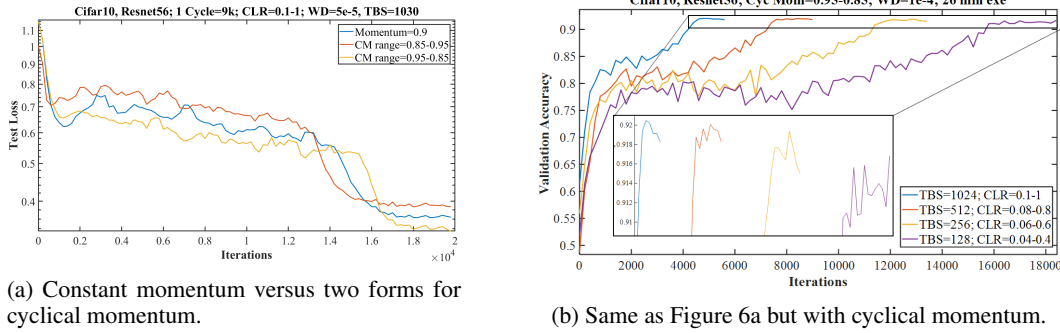 Cifar10, Resnet56; 1 Cycle=9k; CLR=0.1-1; WD=5e-5, TBS=1030
1.1
1
0.9
0.8
0.7
0.6
0.5
0.4
Test Loss
Momentum=0.9
CM range=0.85-0.95
CM range=0.95-0.85
0 0.2 0.4 0.6 0.8 1 1.2 1.4 1.6 1.8 2
Iterations
× 10⁴
(a) Constant momentum versus two forms for
cyclical momentum.
Cifar10, Resnet56, Cyc Mom=0.95-0.85, WD=1e-4, 26 min exe
0.9
0.85
0.8
0.75
0.7
0.65
0.6
0.55
0.5
Validation Accuracy
0.92
0.918
0.916
0.914
0.912
0.91
TBS=1024; CLR=0.1-1
TBS=512; CLR=0.08-0.8
TBS=256; CLR=0.06-0.6
TBS=128; CLR=0.04-0.4
0 2000 4000 6000 8000 10000 12000 14000 16000 18000
Iterations
(b) Same as Figure 6a but with cyclical momentum.